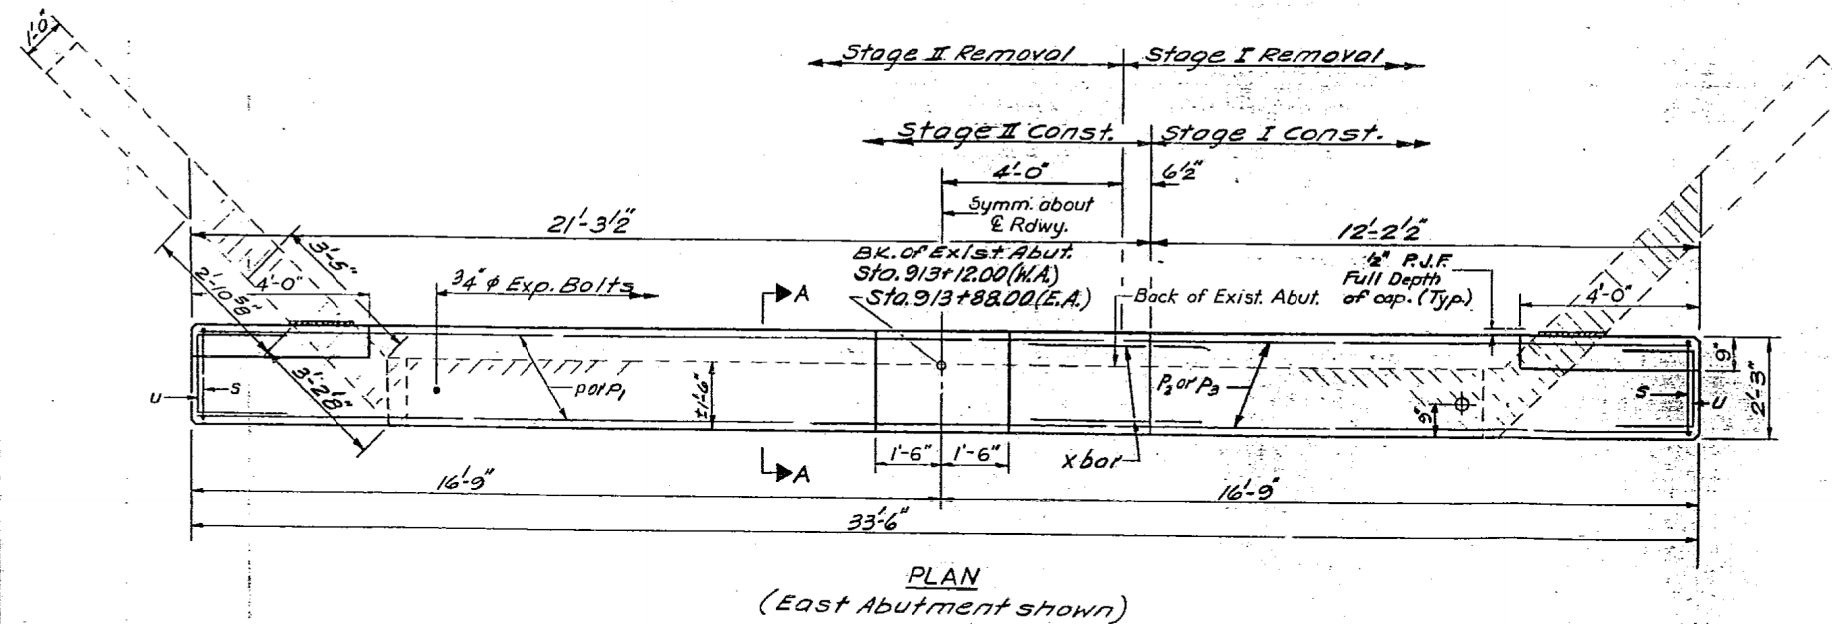 1'-0"
Stage II Removal
Stage I Removal
Stage II Const.
Stage I Const.
4'-0"
6½"
Symm. about
℄ Rdwy.
21'-3½"
12'-2½"
3'-5"
2'-10⅝"
4'-0"
¾" ϕ Exp. Bolts
A
Bk. of Exist. Abut.
Sta. 913+12.00 (W.A.)
Sta. 913+88.00 (E.A.)
Back of Exist. Abut.
½" P.J.F.
Full Depth
of cap. (Typ.)
4'-0"
3'-2⅛"
u
s
p or p₁
±1'-6"
p₂ or p₃
9"
9"
2'-3"
s
u
1'-6"
1'-6"
x bar
A
16'-9"
16'-9"
33'-6"
PLAN
(East Abutment shown)